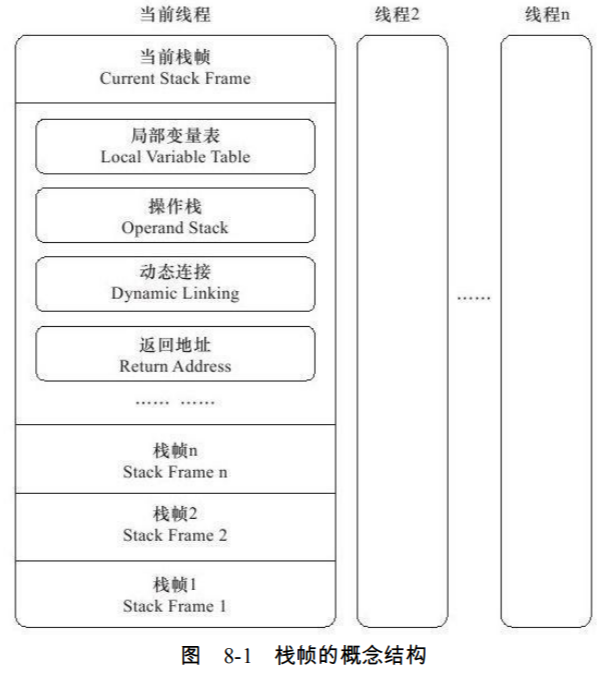 当前线程
线程2
线程n
当前栈帧
Current Stack Frame
局部变量表
Local Variable Table
操作栈
Operand Stack
动态连接
Dynamic Linking
返回地址
Return Address
…… ……
……
栈帧n
Stack Frame n
栈帧2
Stack Frame 2
栈帧1
Stack Frame 1
图 8-1 栈帧的概念结构